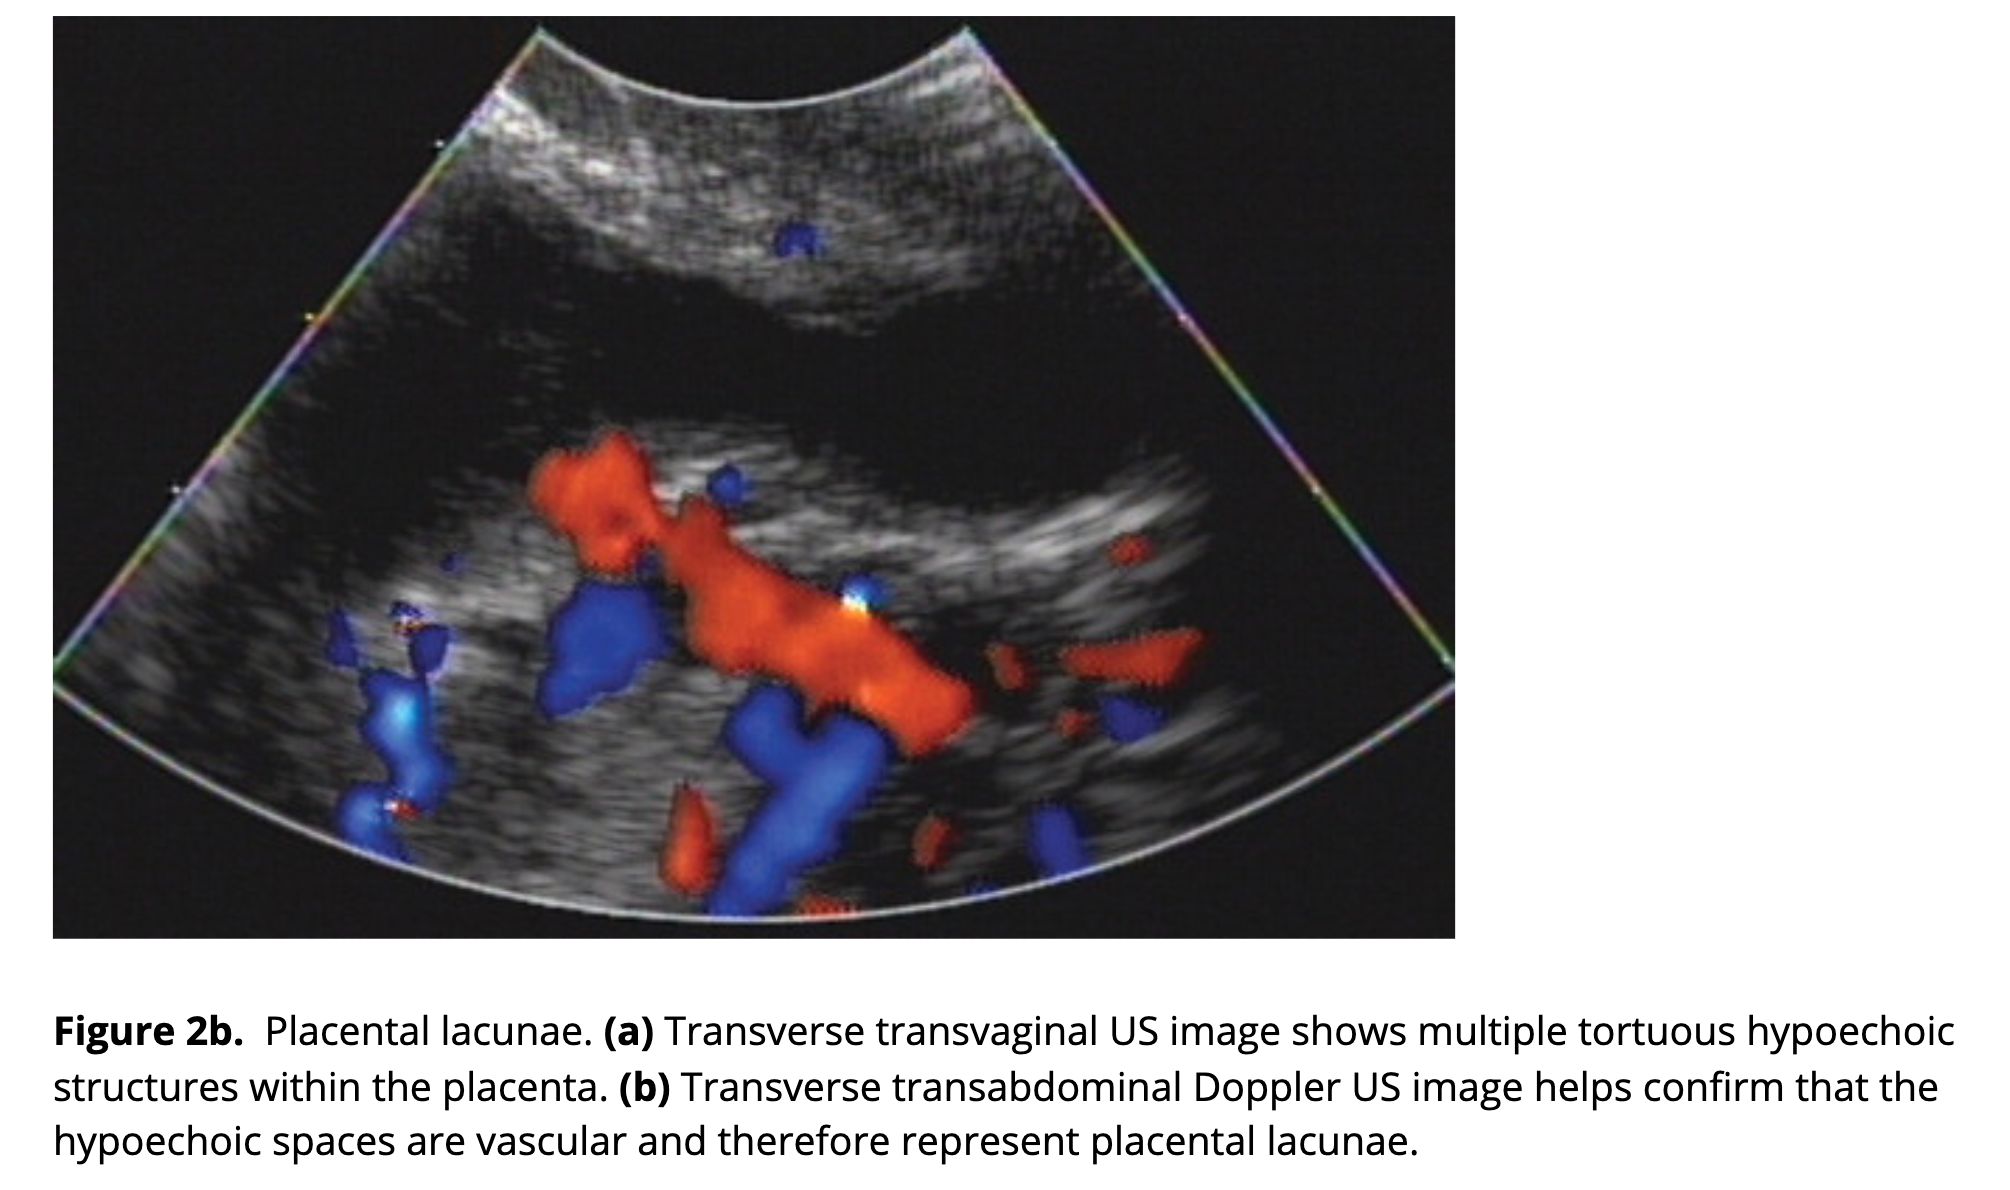 Figure 2b. Placental lacunae. (a) Transverse transvaginal US image shows multiple tortuous hypoechoic
structures within the placenta. (b) Transverse transabdominal Doppler US image helps confirm that the
hypoechoic spaces are vascular and therefore represent placental lacunae.